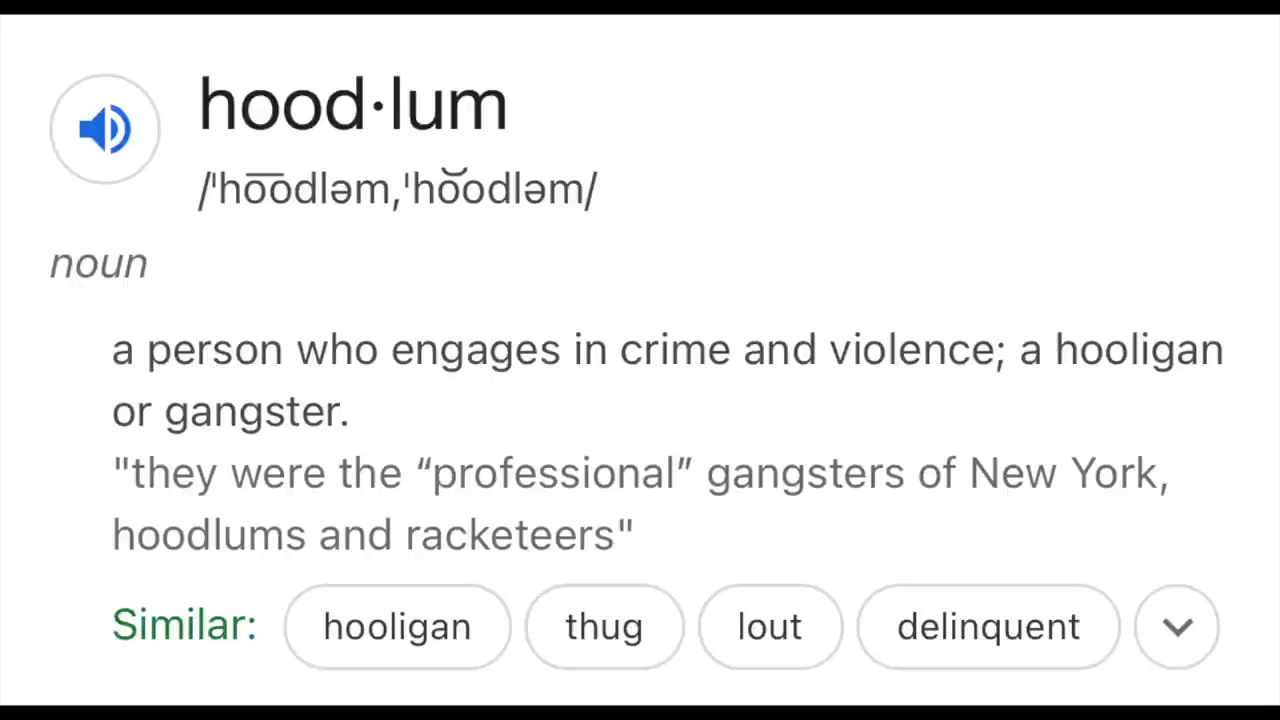 hood·lum
/ˈho͞odləm,ˈho͝odləm/
noun
a person who engages in crime and violence; a hooligan
or gangster.
"they were the “professional” gangsters of New York,
hoodlums and racketeers"
Similar: hooligan thug lout delinquent